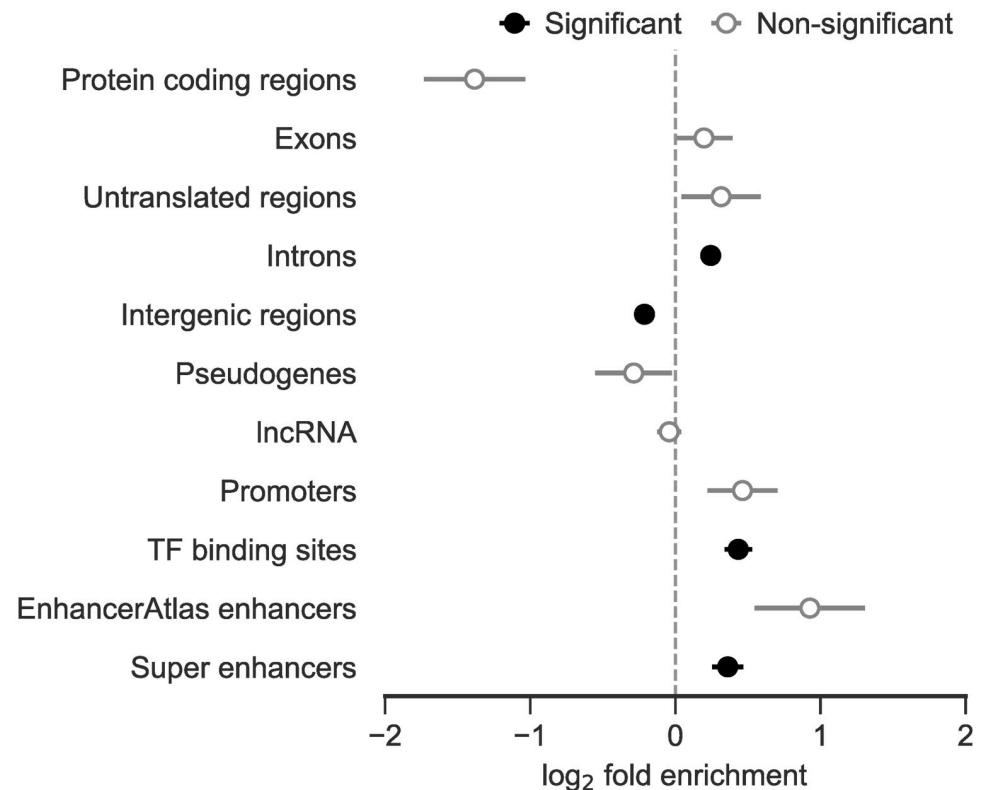 Significant Non-significant
Protein coding regions
Exons
Untranslated regions
Introns
Intergenic regions
Pseudogenes
lncRNA
Promoters
TF binding sites
EnhancerAtlas enhancers
Super enhancers
−2 −1 0 1 2
log₂ fold enrichment